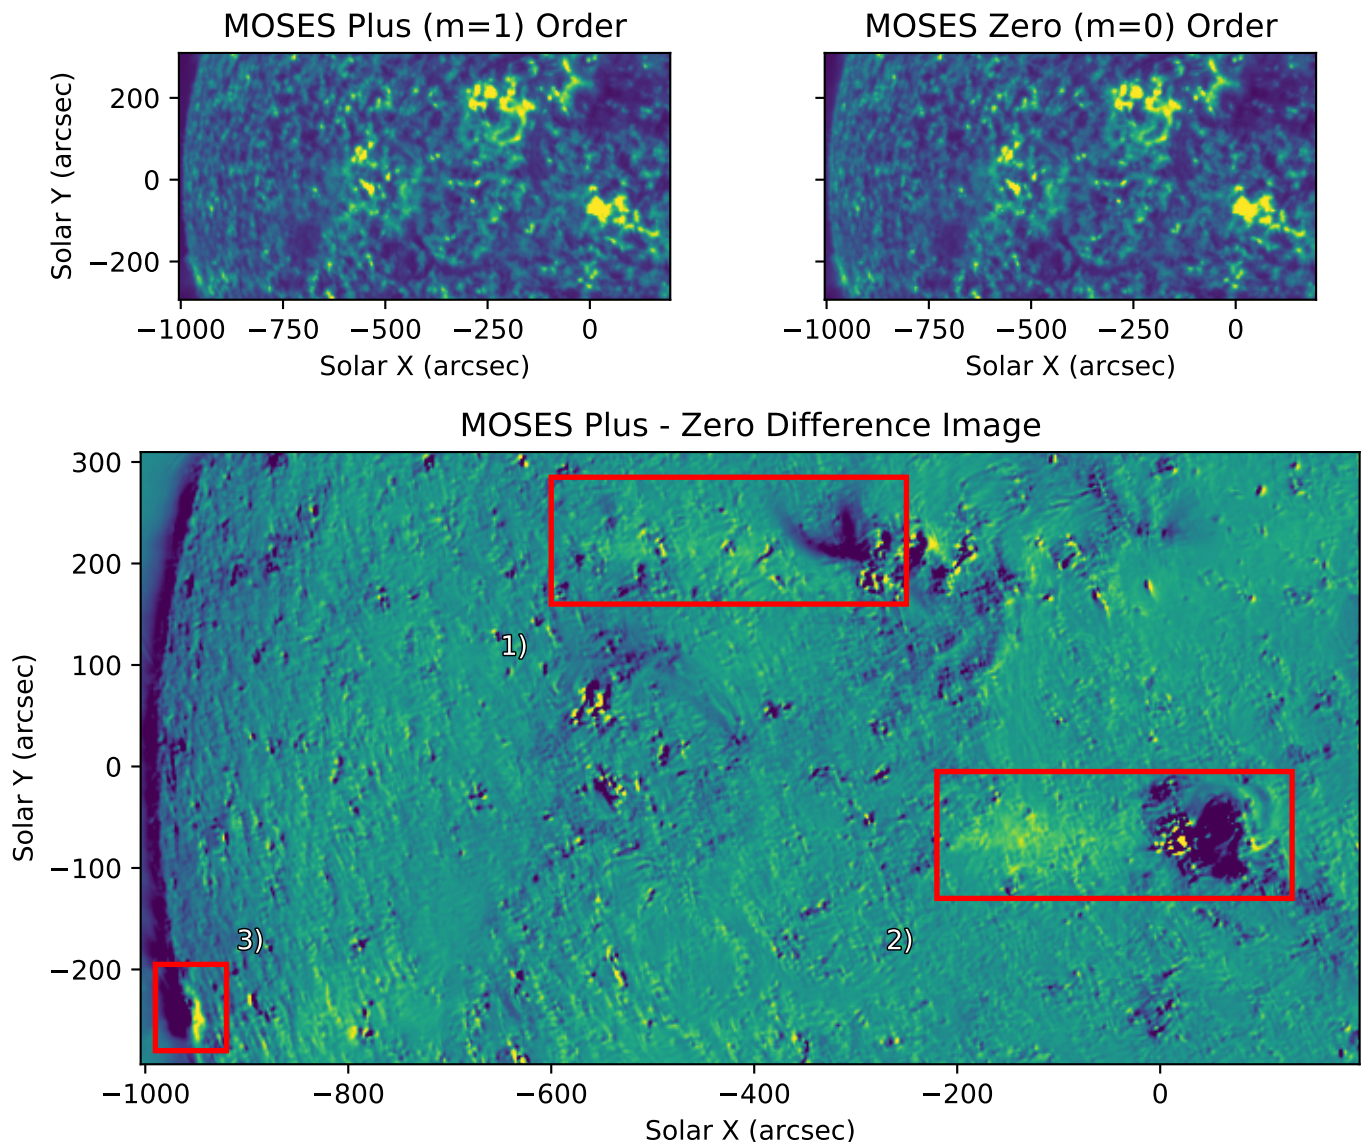 MOSES Plus (m=1) Order
MOSES Zero (m=0) Order
200
0
−200
Solar Y (arcsec)
−1000 −750 −500 −250 0
Solar X (arcsec)
−1000 −750 −500 −250 0
Solar X (arcsec)
MOSES Plus - Zero Difference Image
300
200
100
0
−100
−200
Solar Y (arcsec)
1)
2)
3)
−1000 −800 −600 −400 −200 0
Solar X (arcsec)